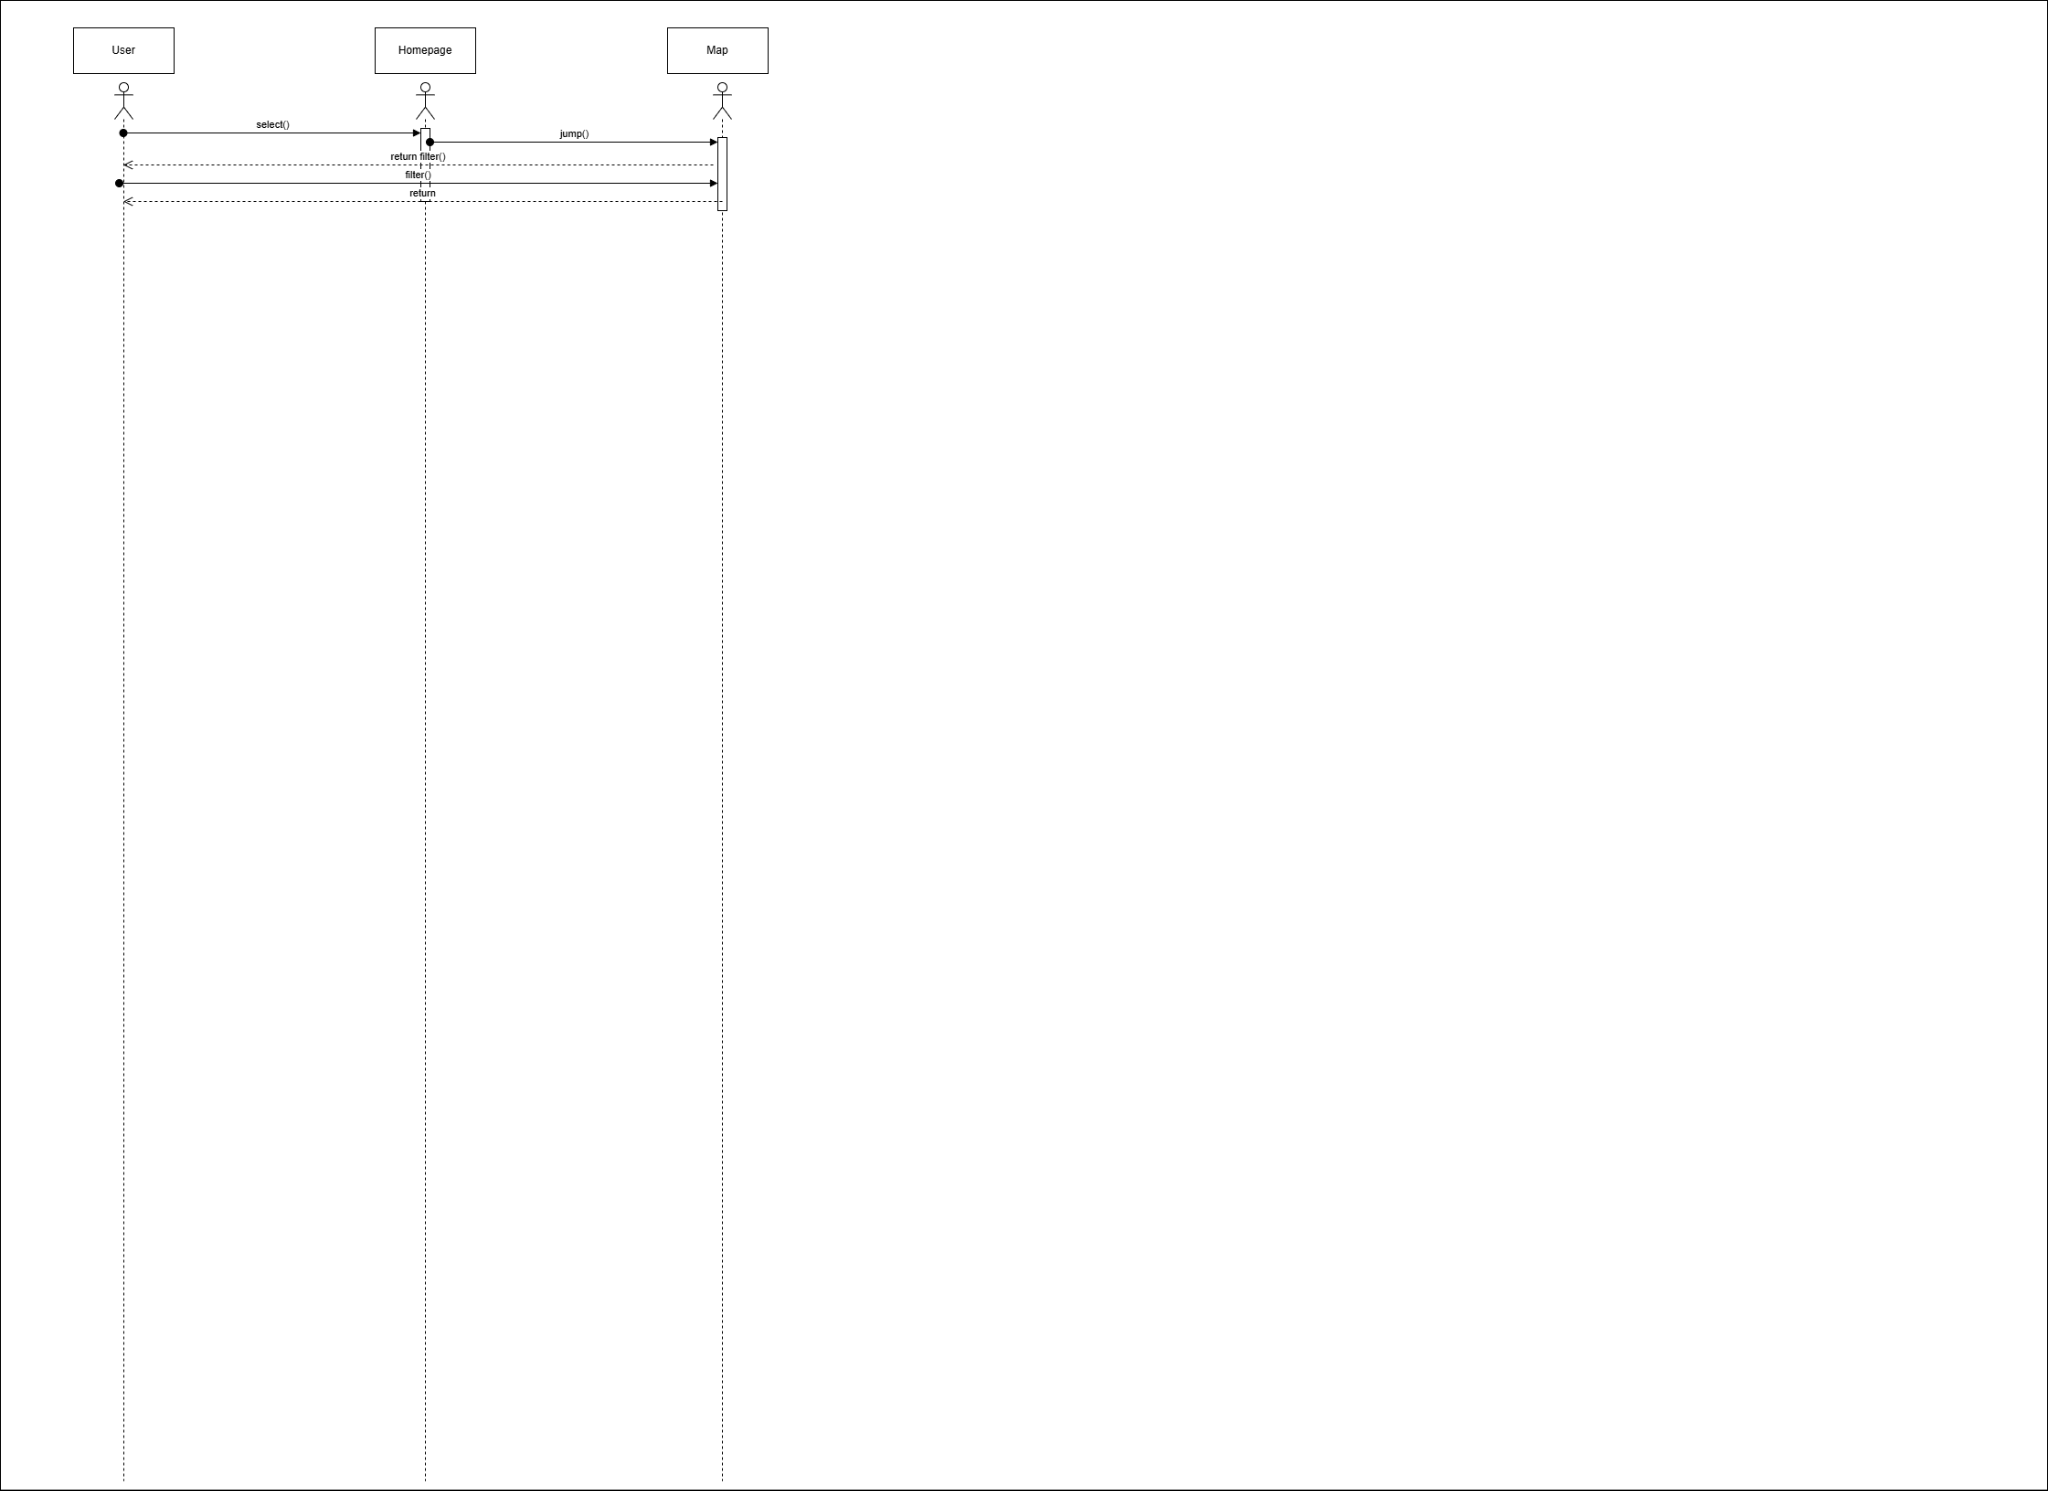 User
Homepage
Map
select()
jump()
return filter()
filter()
return